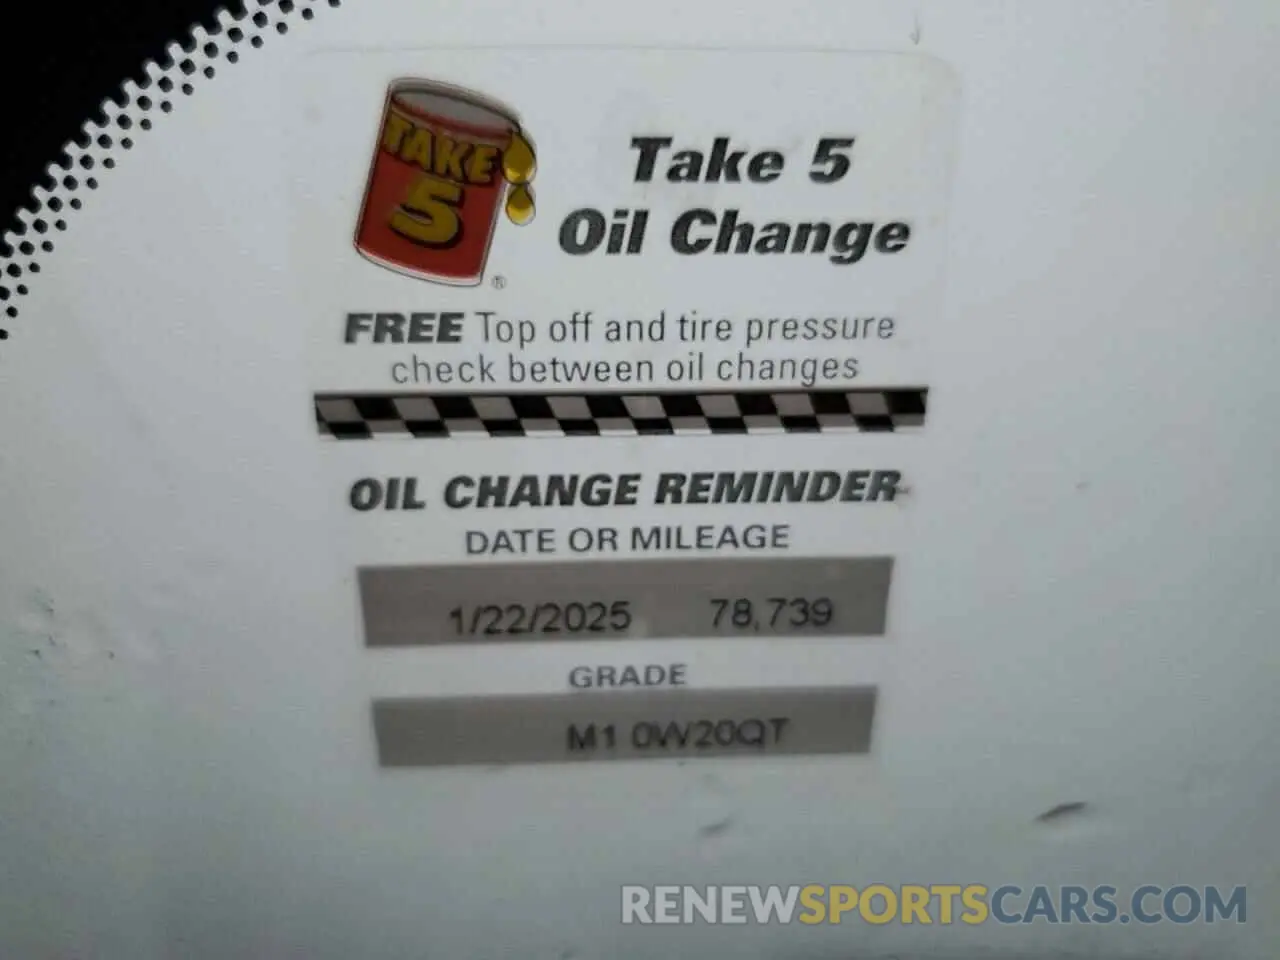 TAKE
5
®
Take 5
Oil Change
FREE Top off and tire pressure
check between oil changes
OIL CHANGE REMINDER
DATE OR MILEAGE
1/22/2025 78,739
GRADE
M1 0W20QT
RENEWSPORTSCARS.COM